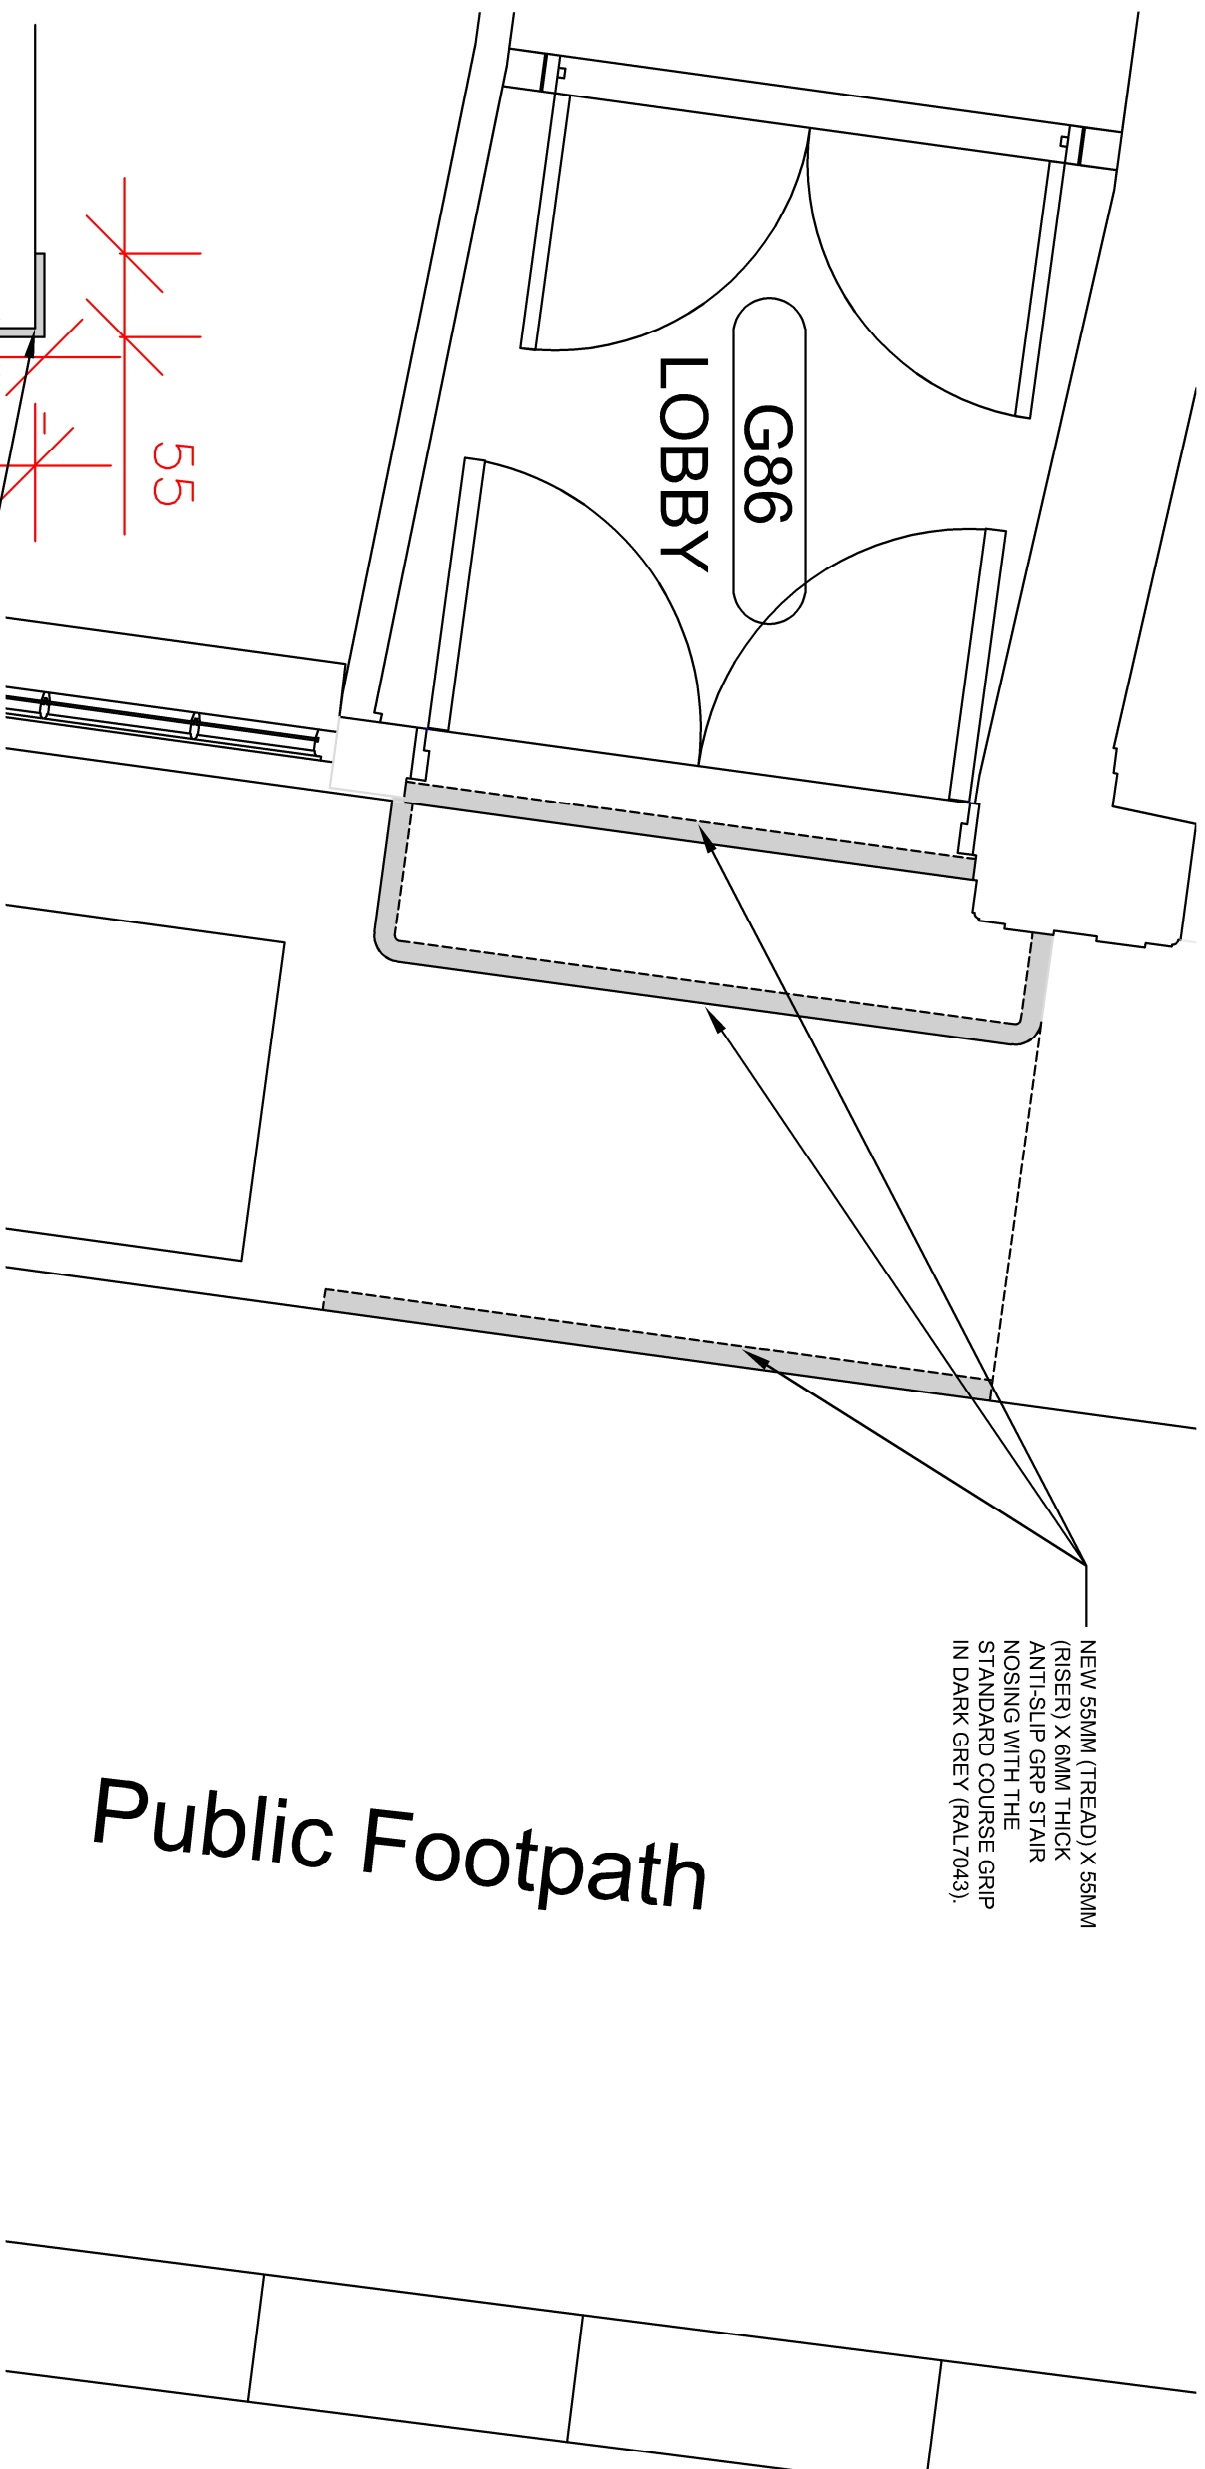 G86
LOBBY
55
NEW 55MM (TREAD) X 55MM
(RISER) X 6MM THICK
ANTI-SLIP GRP STAIR
NOSING WITH THE
STANDARD COURSE GRIP
IN DARK GREY (RAL7043).
Public Footpath